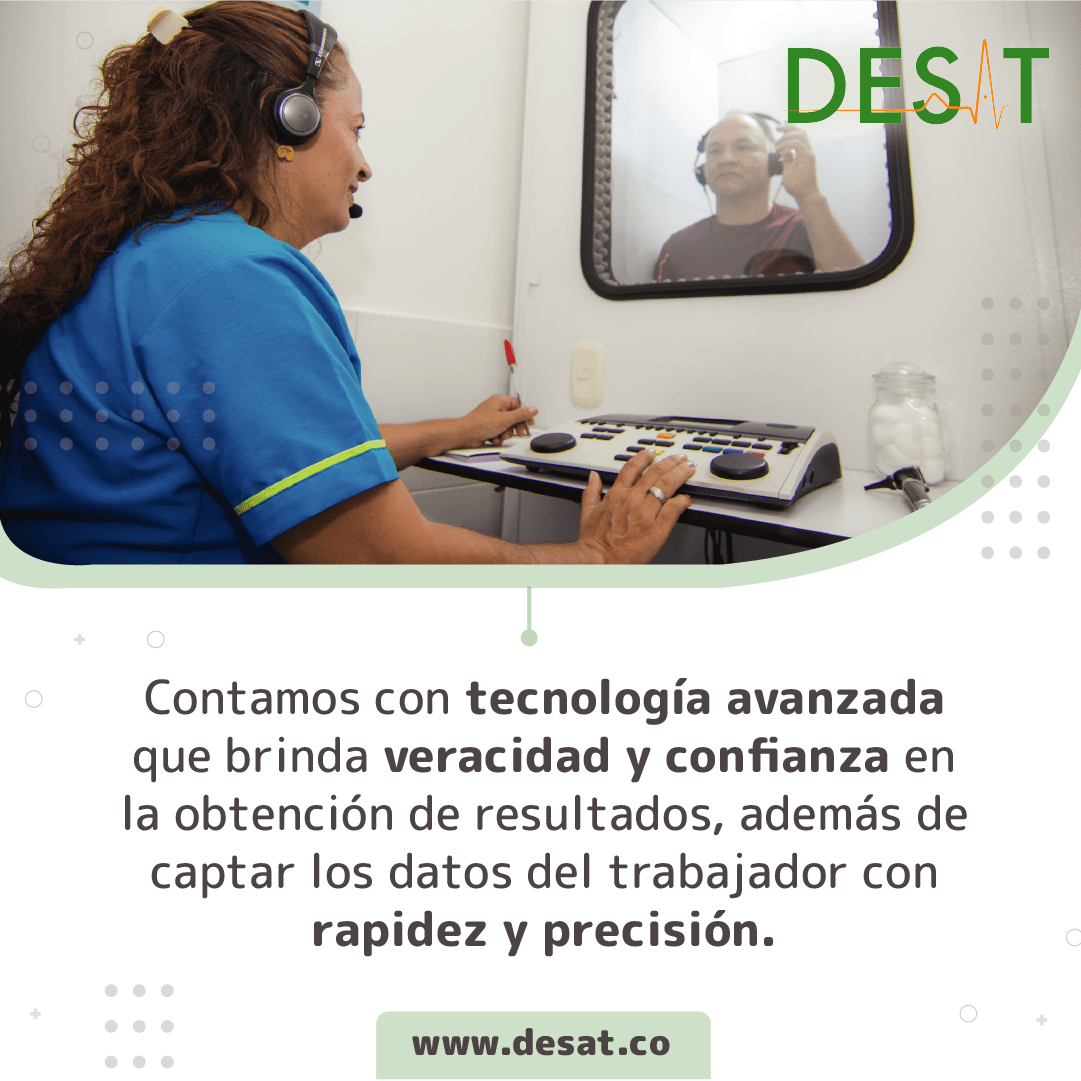 DESAT
Contamos con tecnología avanzada
que brinda veracidad y confianza en
la obtención de resultados, además de
captar los datos del trabajador con
rapidez y precisión.
www.desat.co